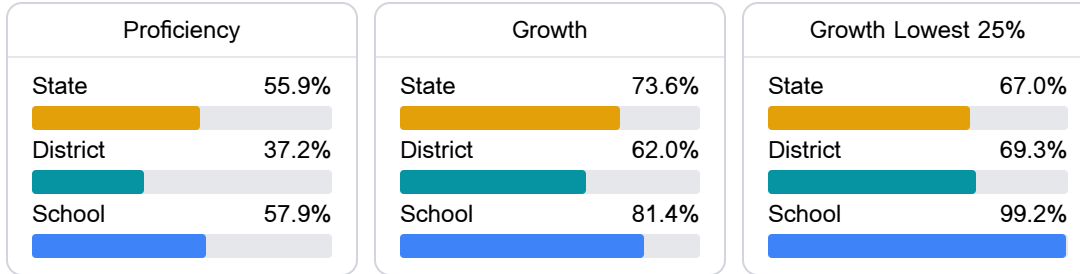 Proficiency
State 55.9%
District 37.2%
School 57.9%
Growth
State 73.6%
District 62.0%
School 81.4%
Growth Lowest 25%
State 67.0%
District 69.3%
School 99.2%